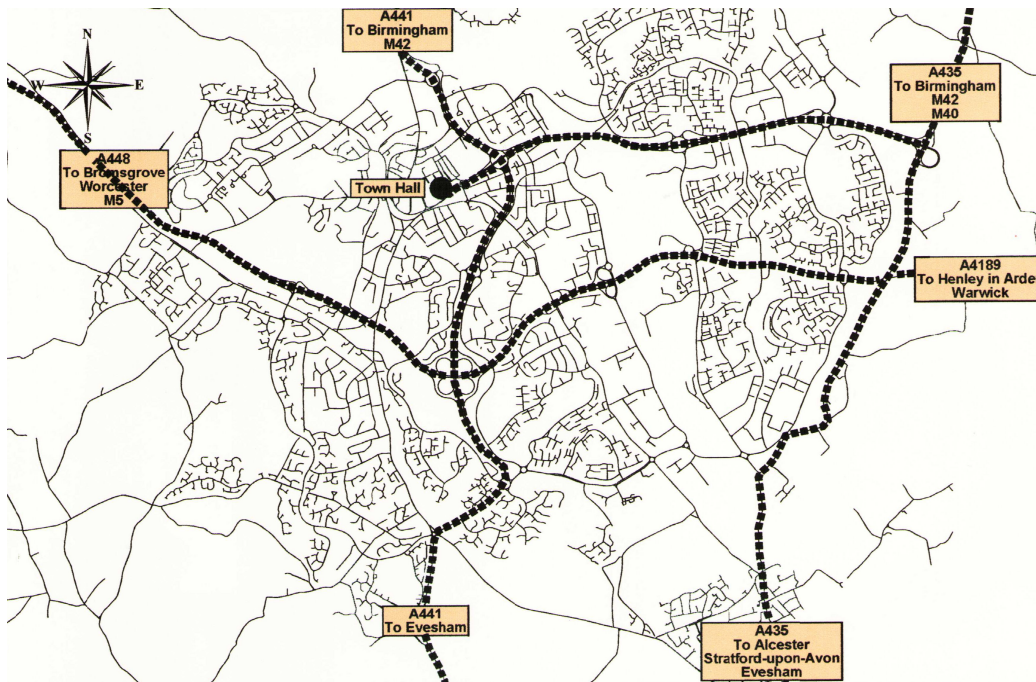 A441
To Birmingham
M42
A435
To Birmingham
M42
M40
N
W
E
S
A448
To Bromsgrove
Worcester
M5
Town Hall
A4189
To Henley in Arde
Warwick
A441
To Evesham
A435
To Alcester
Stratford-upon-Avon
Evesham